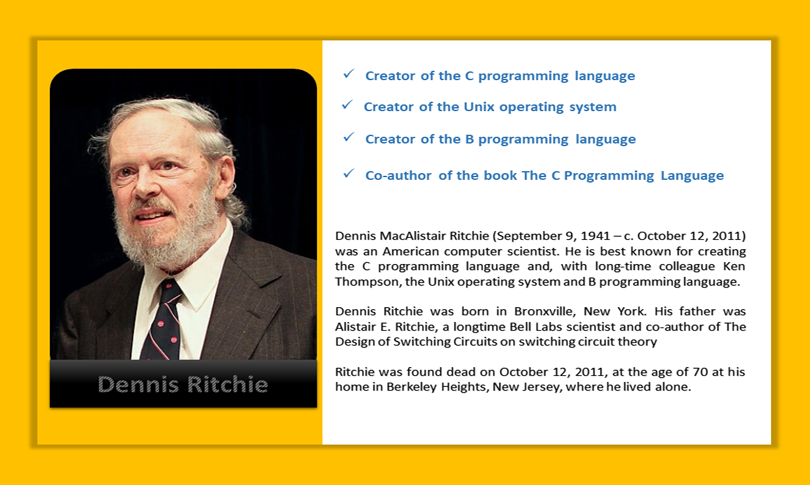 Creator of the C programming language
Creator of the Unix operating system
Creator of the B programming language
Co-author of the book The C Programming Language
Dennis MacAlistair Ritchie (September 9, 1941 – c. October 12, 2011)
was an American computer scientist. He is best known for creating
the C programming language and, with long-time colleague Ken
Thompson, the Unix operating system and B programming language.
Dennis Ritchie was born in Bronxville, New York. His father was
Alistair E. Ritchie, a longtime Bell Labs scientist and co-author of The
Design of Switching Circuits on switching circuit theory
Ritchie was found dead on October 12, 2011, at the age of 70 at his
home in Berkeley Heights, New Jersey, where he lived alone.
Dennis Ritchie